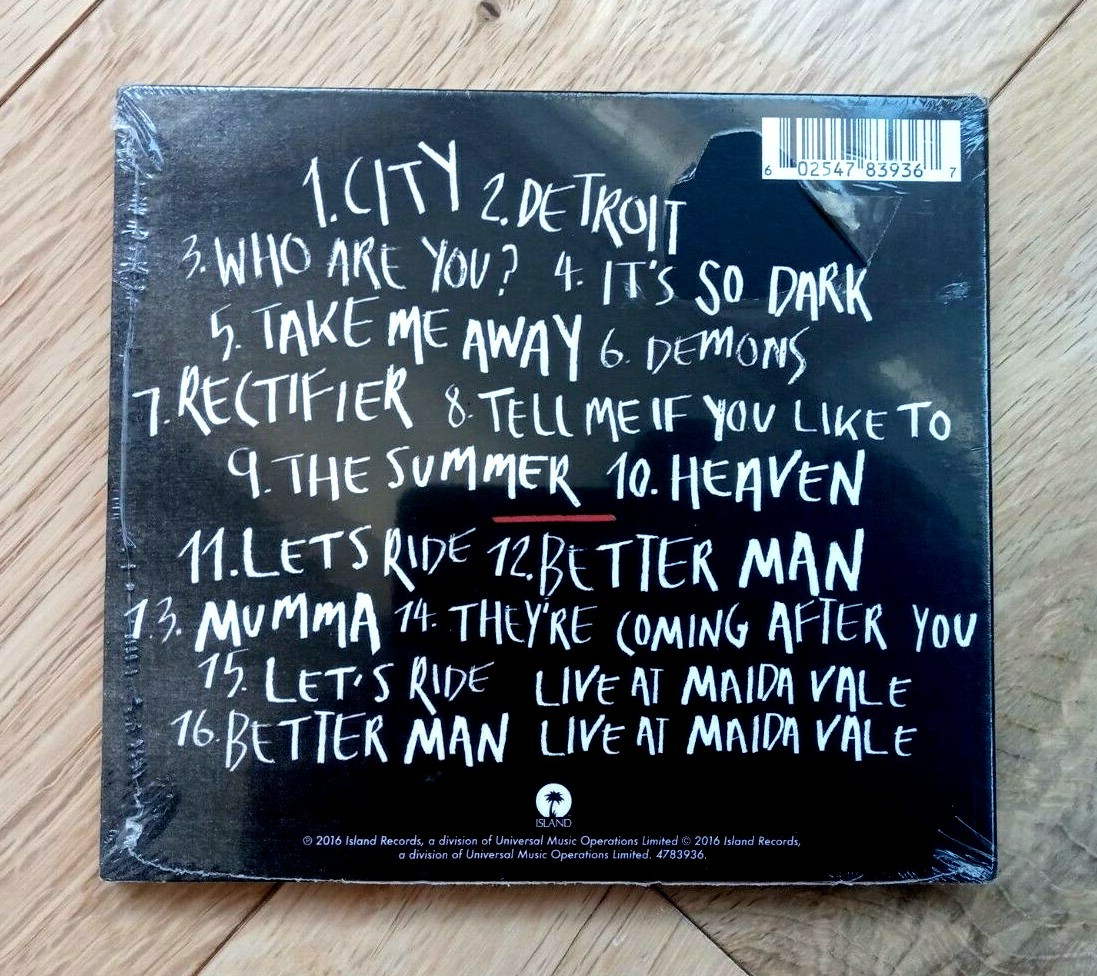 6 02547 83936 7
1. CITY 2. DETROIT
3. WHO ARE YOU? 4. IT'S SO DARK
5. TAKE ME AWAY 6. DEMONS
7. RECTIFIER 8. TELL ME IF YOU LIKE TO
9. THE SUMMER 10. HEAVEN
11. LETS RIDE 12. BETTER MAN
13. MUMMA 14. THEY'RE COMING AFTER YOU
15. LET'S RIDE LIVE AT MAIDA VALE
16. BETTER MAN LIVE AT MAIDA VALE
ISLAND
℗ 2016 Island Records, a division of Universal Music Operations Limited © 2016 Island Records,
a division of Universal Music Operations Limited. 4783936.